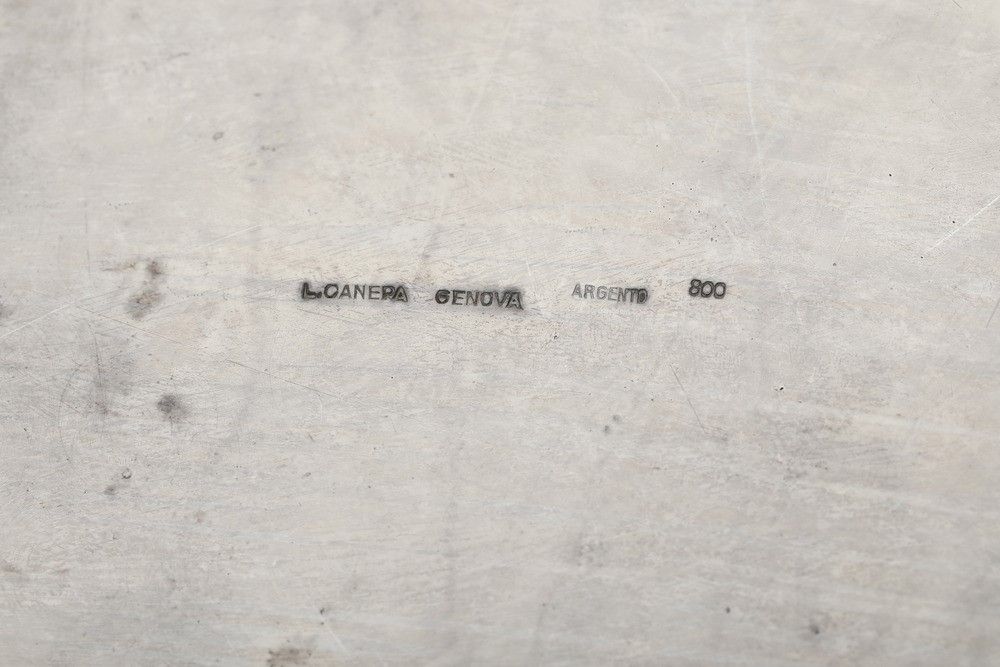 L.CANEPA GENOVA ARGENTO 800